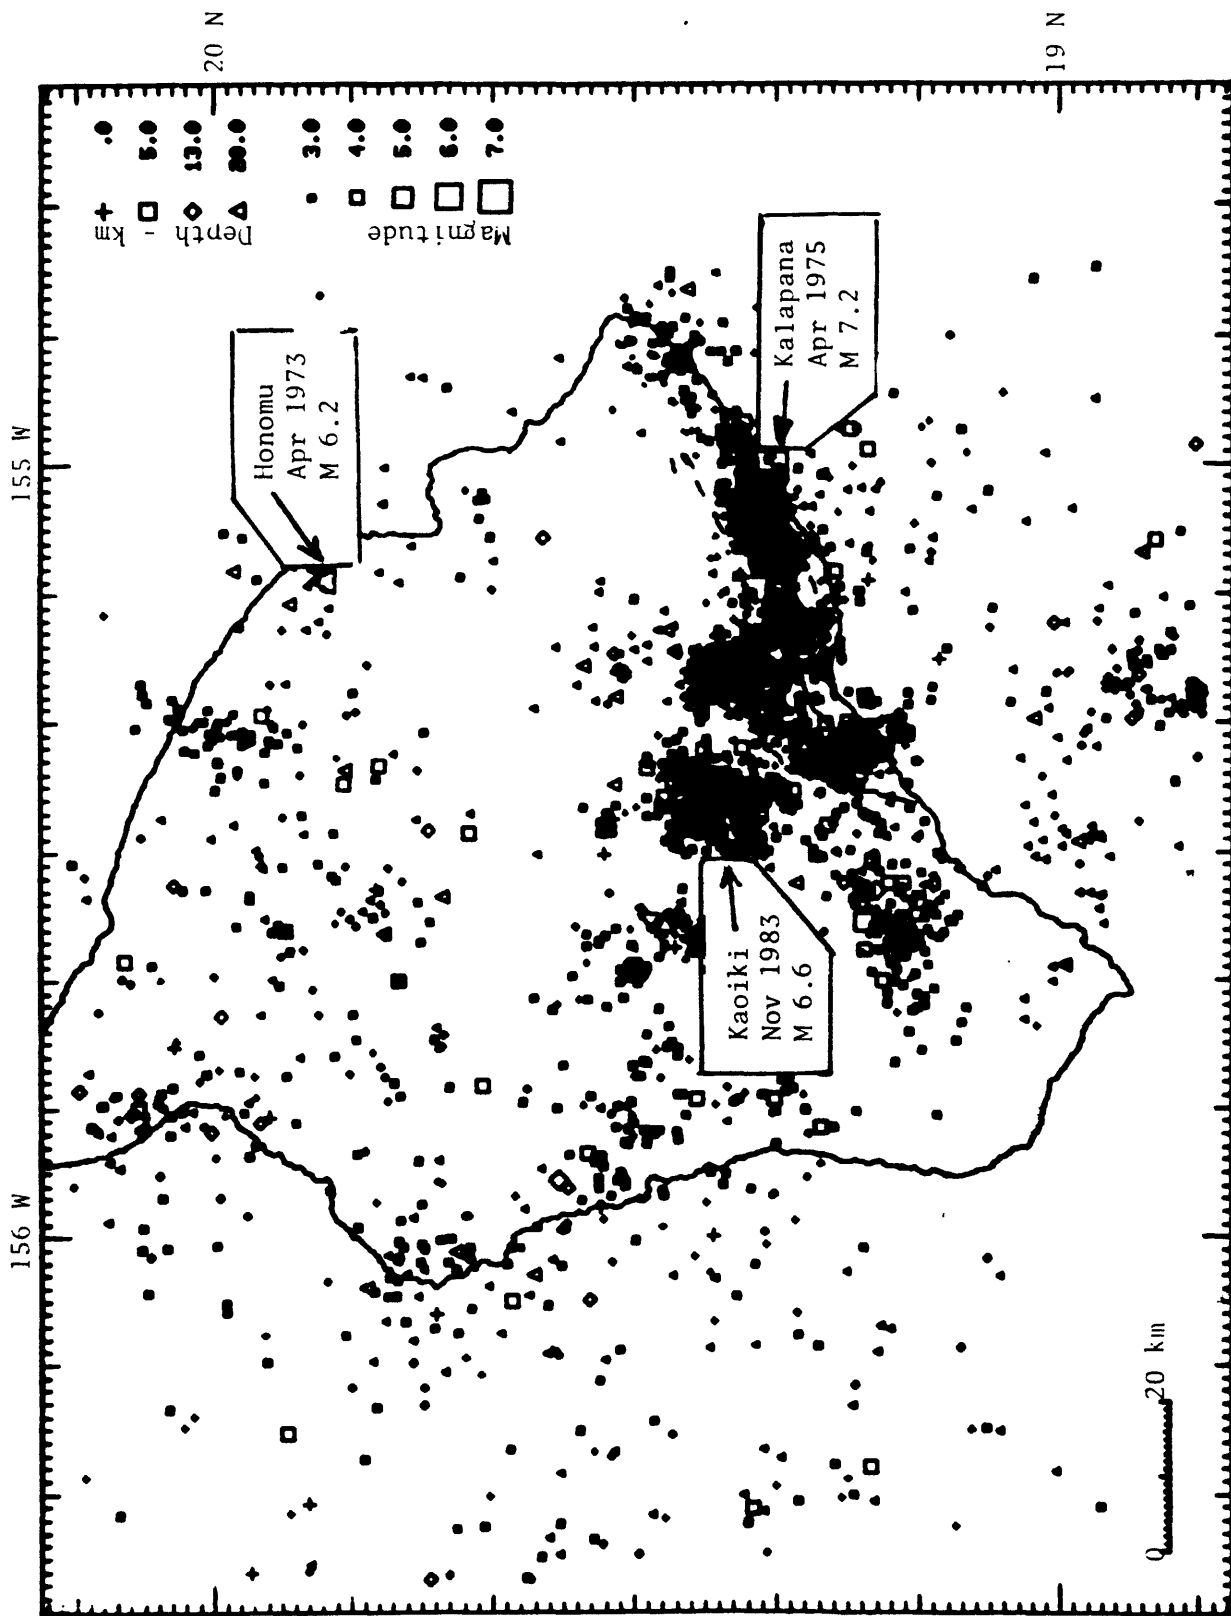 156 W
155 W
20 N
19 N
Honomu
Apr 1973
M 6.2
Kalapana
Apr 1975
M 7.2
Kaoiki
Nov 1983
M 6.6
.0
5.0
13.0
20.0
Depth - km
3.0
4.0
5.0
6.0
7.0
Magnitude
0
20 km